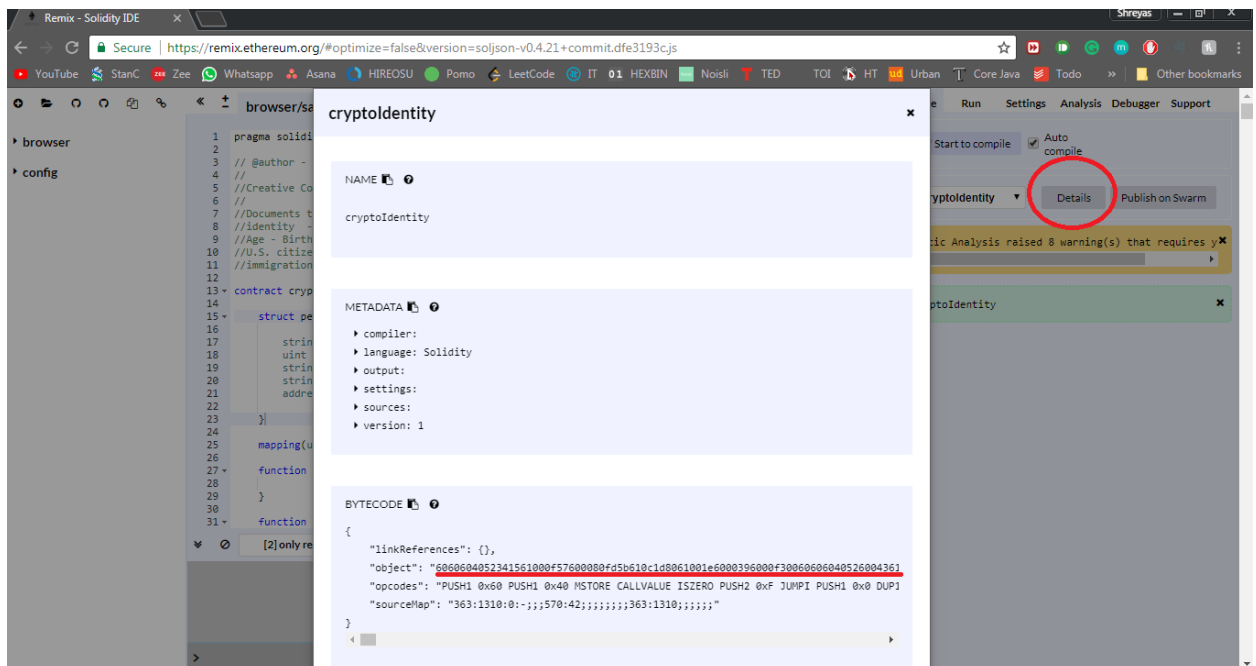 Remix - Solidity IDE
Shreyas
Secure | https://remix.ethereum.org/#optimize=false&version=soljson-v0.4.21+commit.dfe3193c.js
YouTube StanC Zee Whatsapp Asana HIREOSU Pomo LeetCode IT 01 HEXBIN Noisli TED TOI HT ud Urban Core Java Todo » Other bookmarks
browser/sa
cryptoIdentity
e Run Settings Analysis Debugger Support
browser
config
1 pragma solidi
2
3 // @author -
4 //
5 //Creative Co
6 //
7 //Documents t
8 //identity -
9 //Age - Birth
10 //U.S. citize
11 //immigration
12
13 contract cryp
14
15 struct pe
16
17 strin
18 uint
19 strin
20 strin
21 addre
22
23 }
24
25 mapping(u
26
27 function
28
29 }
30
31 function
[2] only re
>
NAME
cryptoIdentity
METADATA
compiler:
language: Solidity
output:
settings:
sources:
version: 1
BYTECODE
{
"linkReferences": {},
"object": "6060604052341561000f57600080fd5b610c1d8061001e6000396000f30060606040526004361
"opcodes": "PUSH1 0x60 PUSH1 0x40 MSTORE CALLVALUE ISZERO PUSH2 0xF JUMPI PUSH1 0x0 DUP1
"sourceMap": "363:1310:0:-;;;570:42;;;;;;;;363:1310;;;;;;"
}
Start to compile Auto compile
ryptoIdentity Details Publish on Swarm
tic Analysis raised 8 warning(s) that requires y
ptoIdentity